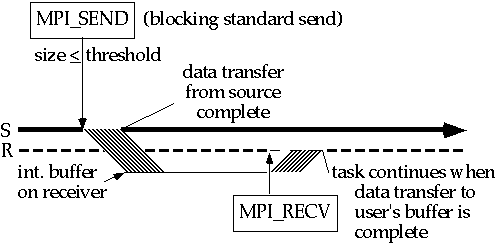 MPI_SEND (blocking standard send)
size ≤ threshold
data transfer
from source
complete
S
R
int. buffer
on receiver
MPI_RECV
task continues when
data transfer to
user's buffer is
complete